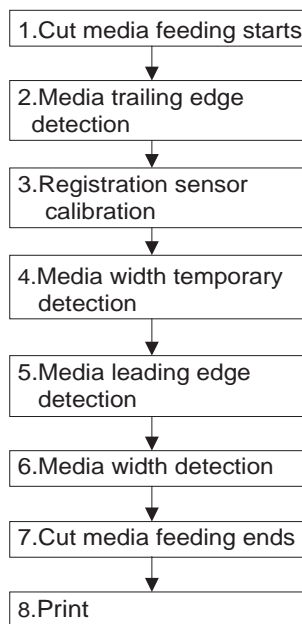 1.Cut media feeding starts
2.Media trailing edge
detection
3.Registration sensor
calibration
4.Media width temporary
detection
5.Media leading edge
detection
6.Media width detection
7.Cut media feeding ends
8.Print